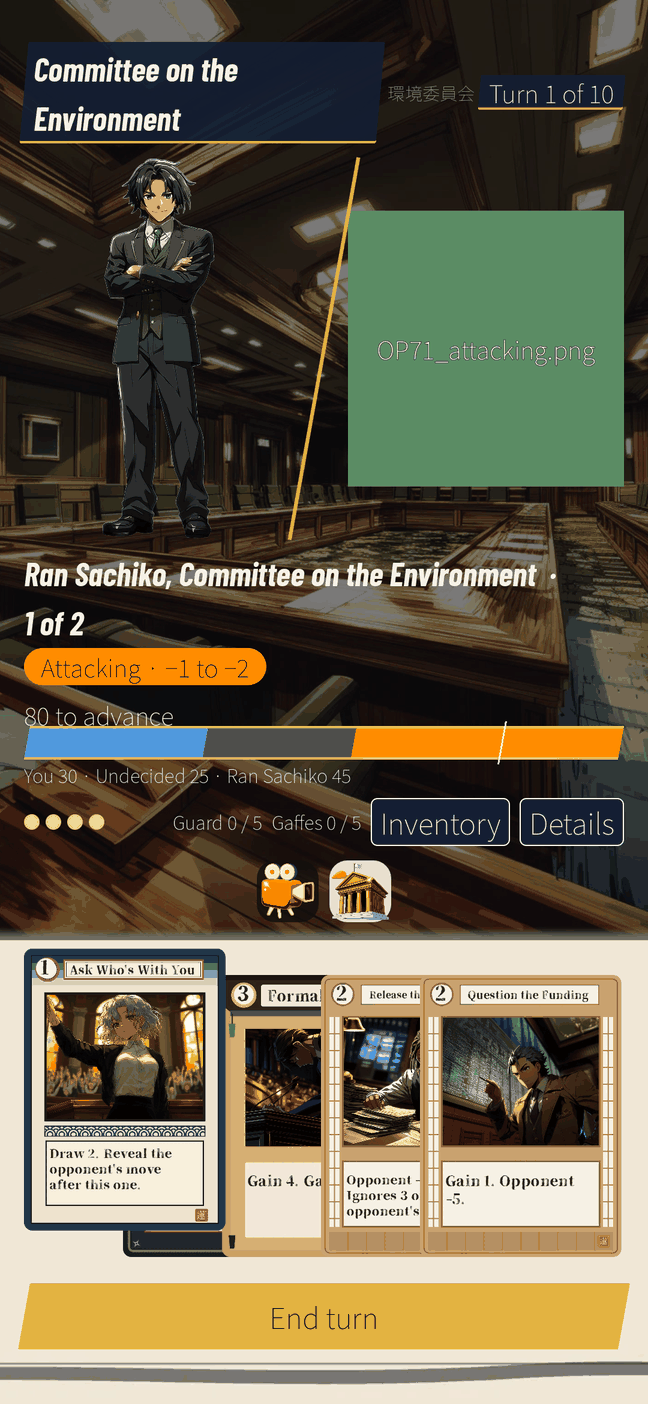 Committee on the
Environment
環境委員会
Turn 1 of 10
OP71_attacking.png
Ran Sachiko, Committee on the Environment ·
1 of 2
Attacking · −1 to −2
80 to advance
You 30 · Undecided 25 · Ran Sachiko 45
Guard 0 / 5 Gaffes 0 / 5
Inventory
Details
1 Ask Who's With You
Draw 2. Reveal the
opponent's move
after this one.
3
Gain 4.
2 Release
Opponent
Ignores 3
opponent's
2 Question the Funding
Gain 1. Opponent
-5.
End turn